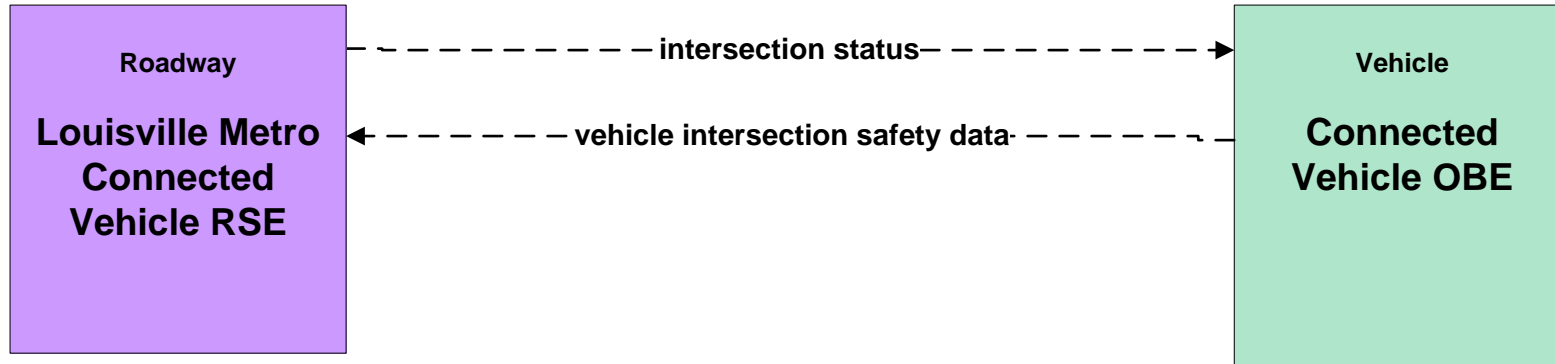 Roadway
Louisville Metro
Connected
Vehicle RSE
intersection status
vehicle intersection safety data
Vehicle
Connected
Vehicle OBE